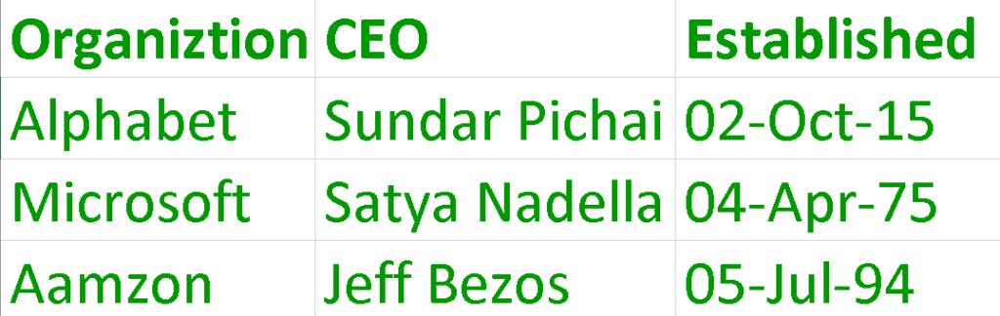 Organiztion CEO Established
Alphabet Sundar Pichai 02-Oct-15
Microsoft Satya Nadella 04-Apr-75
Aamzon Jeff Bezos 05-Jul-94